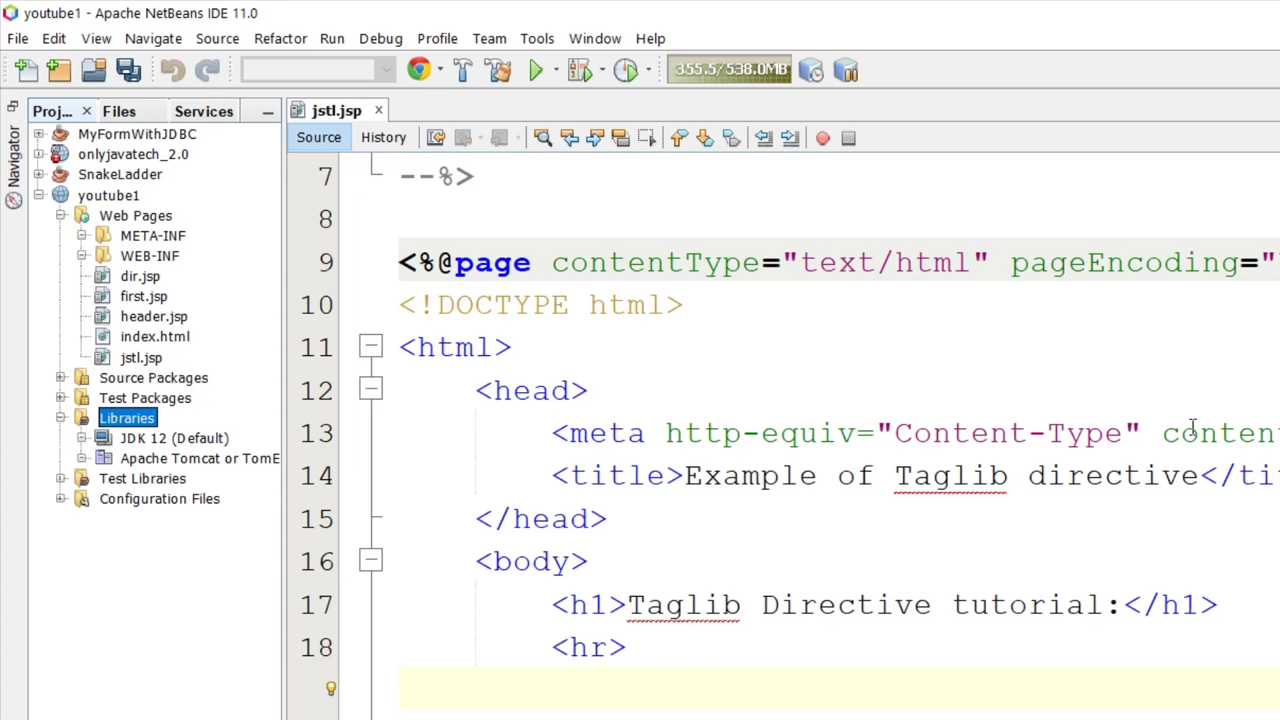 youtube1 - Apache NetBeans IDE 11.0
File Edit View Navigate Source Refactor Run Debug Profile Team Tools Window Help
355.5/538.0MB
Proj... Files Services
jstl.jsp
Navigator
Source History
MyFormWithJDBC
onlyjavatech_2.0
SnakeLadder
youtube1
Web Pages
META-INF
WEB-INF
dir.jsp
first.jsp
header.jsp
index.html
jstl.jsp
Source Packages
Test Packages
Libraries
JDK 12 (Default)
Apache Tomcat or TomE
Test Libraries
Configuration Files
7 --%>
8
9 <%@page contentType="text/html" pageEncoding="
10 <!DOCTYPE html>
11 <html>
12 <head>
13 <meta http-equiv="Content-Type" content
14 <title>Example of Taglib directive</ti
15 </head>
16 <body>
17 <h1>Taglib Directive tutorial:</h1>
18 <hr>